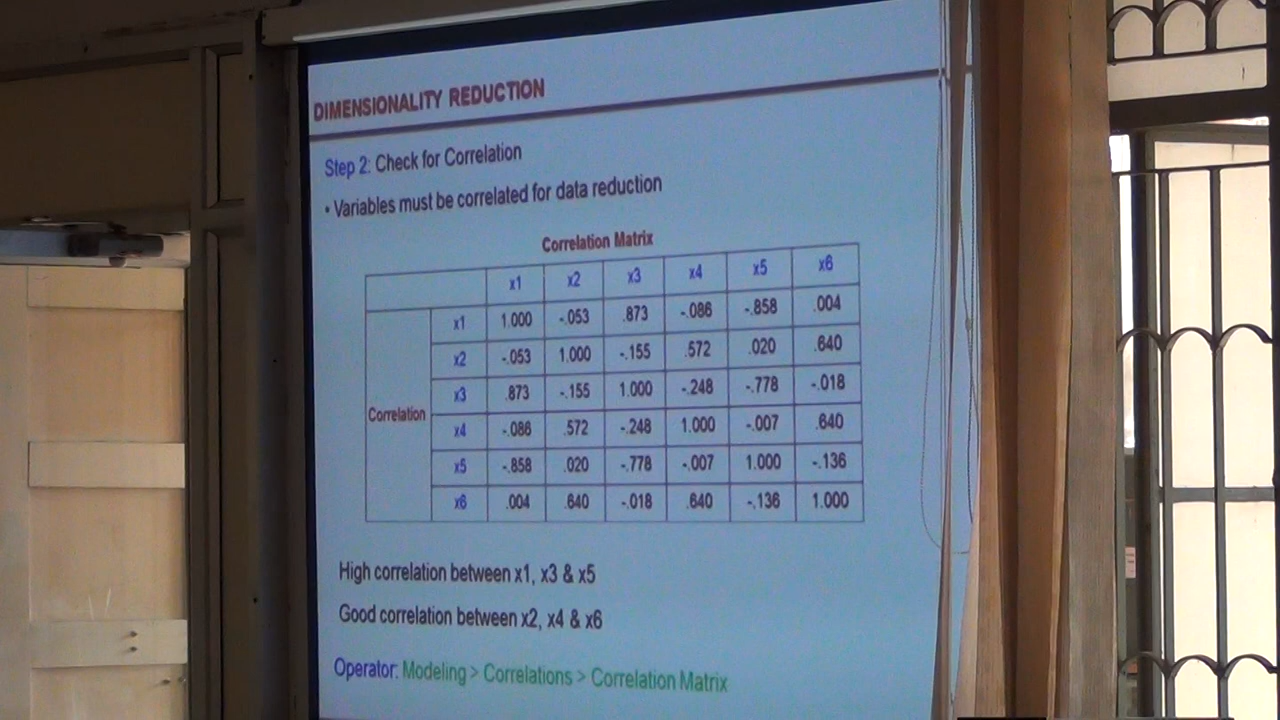 DIMENSIONALITY REDUCTION
Step 2: Check for Correlation
• Variables must be correlated for data reduction
Correlation Matrix
x1 x2 x3 x4 x5 x6
x1 1.000 -.053 .873 -.086 -.858 .004
x2 -.053 1.000 -.155 .572 .020 .640
x3 .873 -.155 1.000 -.248 -.778 -.018
Correlation
x4 -.086 .572 -.248 1.000 -.007 .640
x5 -.858 .020 -.778 -.007 1.000 -.136
x6 .004 .640 -.018 .640 -.136 1.000
High correlation between x1, x3 & x5
Good correlation between x2, x4 & x6
Operator: Modeling > Correlations > Correlation Matrix